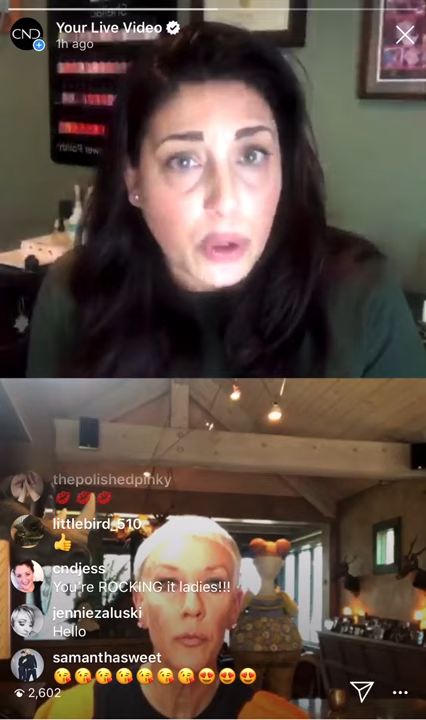 Shellac
CND
Your Live Video
1h ago
thepolishedpinky
littlebird_510
cndjess
You're ROCKING it ladies!!!
jenniezaluski
Hello
samanthasweet
2,602